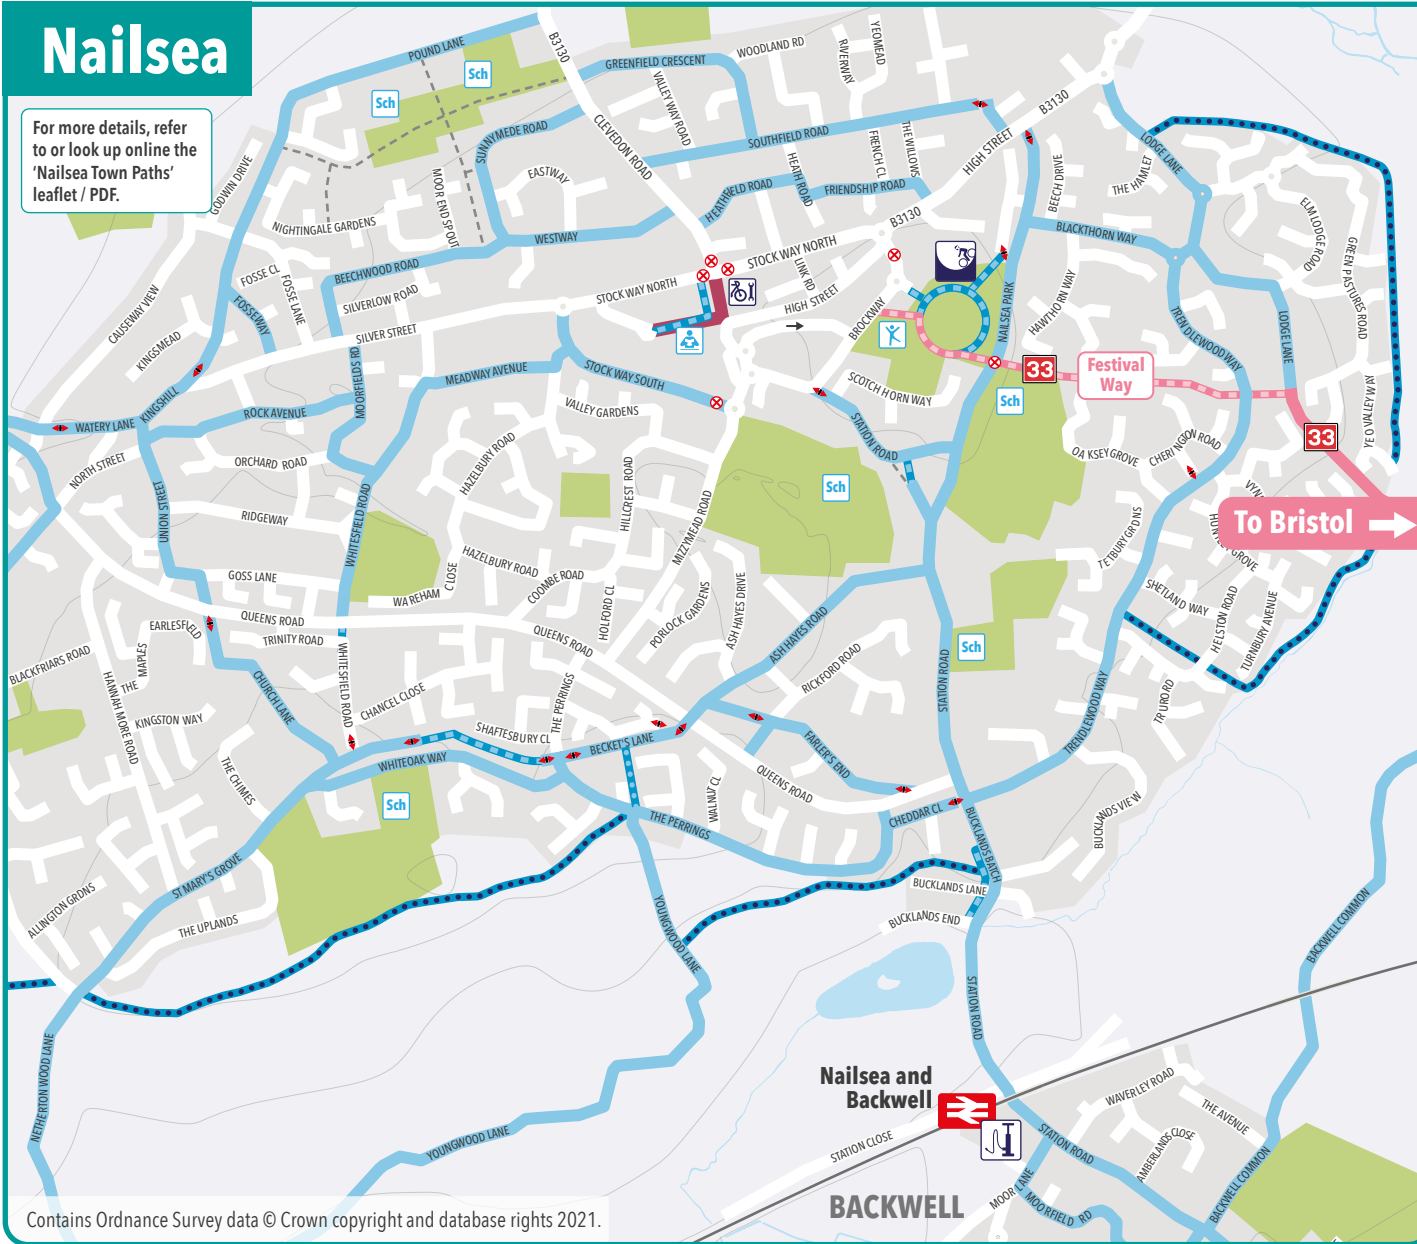 Nailsea
For more details, refer
to or look up online the
'Nailsea Town Paths'
leaflet / PDF.
POUND LANE
B3130
Sch
Sch
GREENFIELD CRESCENT
WOODLAND RD
RIVERWAY
YEOMEAD
VALLEY WAY ROAD
CLEVEDON ROAD
SUNNYMEDE ROAD
SOUTHFIELD ROAD
B3130
HIGH STREET
LODGE LANE
GODWIN DRIVE
MOOR END SPOUT
EASTWAY
HEATH ROAD
FRENCH CL
THE WILLOWS
FRIENDSHIP ROAD
HEATHFIELD ROAD
BEECH DRIVE
THE HAMLET
ELM LODGE ROAD
GREEN PASTURES ROAD
NIGHTINGALE GARDENS
WESTWAY
B3130
BLACKTHORN WAY
STOCK WAY NORTH
BEECHWOOD ROAD
FOSSE CL
FOSSE LANE
FOSSEWAY
SILVERLOW ROAD
STOCK WAY NORTH
LINK RD
HIGH STREET
BROCKWAY
NAILSEA PARK
HAWTHORN WAY
TRENDLEWOOD WAY
LODGE LANE
CAUSEWAY VIEW
KINGSMEAD
SILVER STREET
MOORFIELDS RD
MEADWAY AVENUE
STOCK WAY SOUTH
SCOTCH HORN WAY
33
Festival
Way
Sch
KINGSHILL
WATERY LANE
ROCK AVENUE
VALLEY GARDENS
STATION ROAD
OAKSEY GROVE
CHERINGTON ROAD
33
YEO VALLEY WAY
NORTH STREET
ORCHARD ROAD
HAZELBURY ROAD
HILLCREST ROAD
MIZZYMEAD ROAD
Sch
UNION STREET
RIDGEWAY
WHITESFIELD ROAD
TETBURY GRDNS
To Bristol
GOSS LANE
WAREHAM
CLOSE
HAZELBURY ROAD
COOMBE ROAD
HOLFORD CL
PORLOCK GARDENS
ASH HAYES DRIVE
ASH HAYES ROAD
SHETLAND WAY
HELSTON ROAD
TURNBURY AVENUE
EARLESFIELD
QUEENS ROAD
TRINITY ROAD
QUEENS ROAD
RICKFORD ROAD
Sch
BLACKFRIARS ROAD
THE
MAPLES
HANNAH MORE ROAD
KINGSTON WAY
CHURCH LANE
WHITESFIELD ROAD
CHANCEL CLOSE
THE PERRINGS
STATION ROAD
TRENDLEWOOD WAY
TRURO RD
SHAFTESBURY CL
BECKET'S LANE
WHITEOAK WAY
THE CHIMES
Sch
WALNUT CL
QUEENS ROAD
FARLER'S END
CHEDDAR CL
BUCKLANDS BATCH
BUCKLANDS VIEW
THE PERRINGS
ST MARY'S GROVE
ALLINGTON GRDNS
THE UPLANDS
YOUNGWOOD LANE
BUCKLANDS LANE
BUCKLANDS END
BACKWELL COMMON
STATION ROAD
NETHERTON WOOD LANE
YOUNGWOOD LANE
Nailsea and
Backwell
STATION CLOSE
STATION ROAD
WAVERLEY ROAD
THE AVENUE
AMBERLANDS CLOSE
MOOR LANE
MOORFIELD RD
BACKWELL COMMON
BACKWELL
Contains Ordnance Survey data © Crown copyright and database rights 2021.